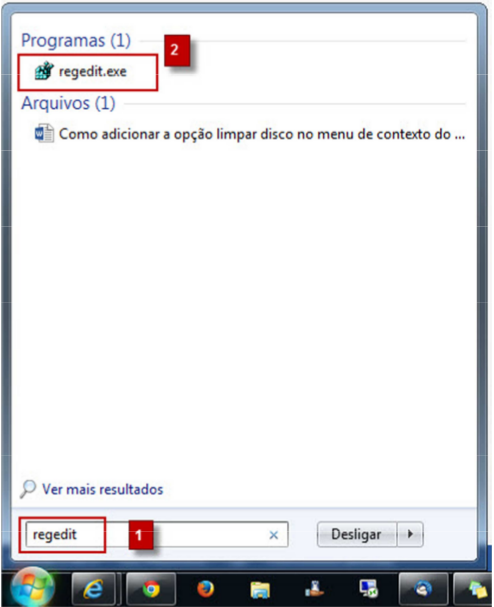 Programas (1)
2
regedit.exe
Arquivos (1)
Como adicionar a opção limpar disco no menu de contexto do ...
Ver mais resultados
regedit
1
Desligar